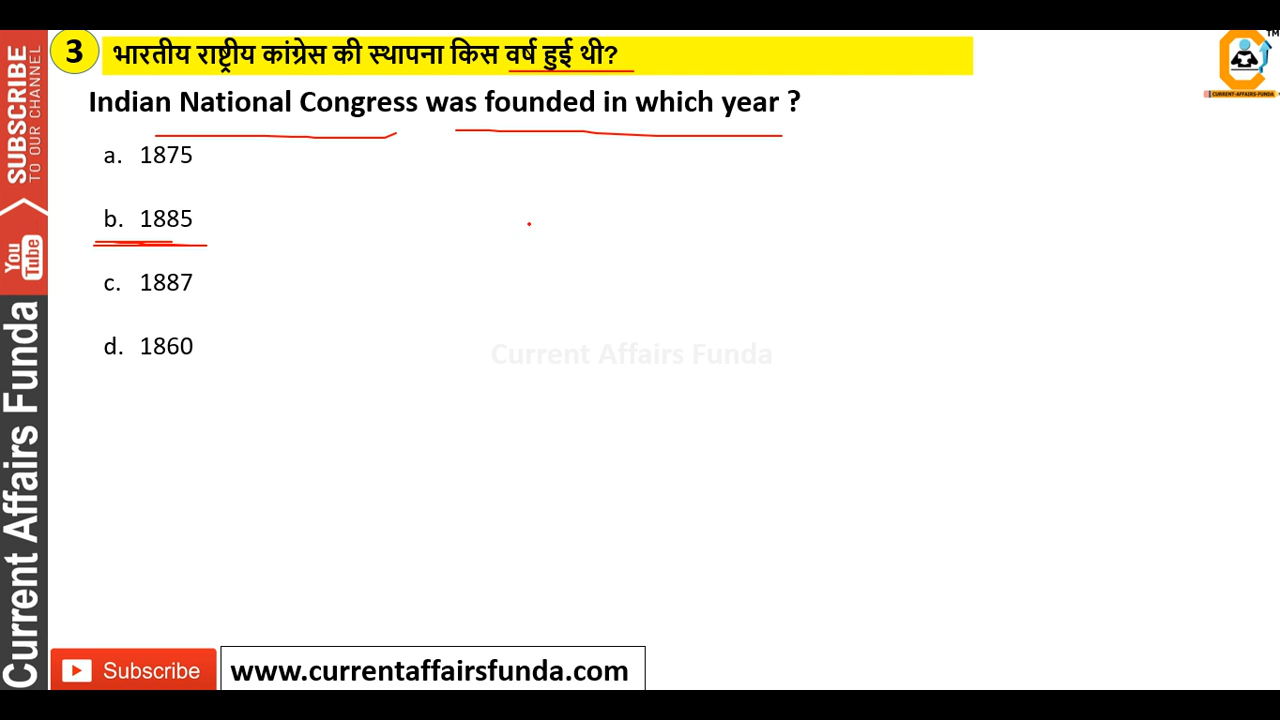 3
भारतीय राष्ट्रीय कांग्रेस की स्थापना किस वर्ष हुई थी?
Indian National Congress was founded in which year ?
a. 1875
b. 1885
c. 1887
d. 1860
Current Affairs Funda
SUBSCRIBE
TO OUR CHANNEL
You
Tube
Current Affairs Funda
TM
CURRENT-AFFAIRS-FUNDA
Subscribe
www.currentaffairsfunda.com